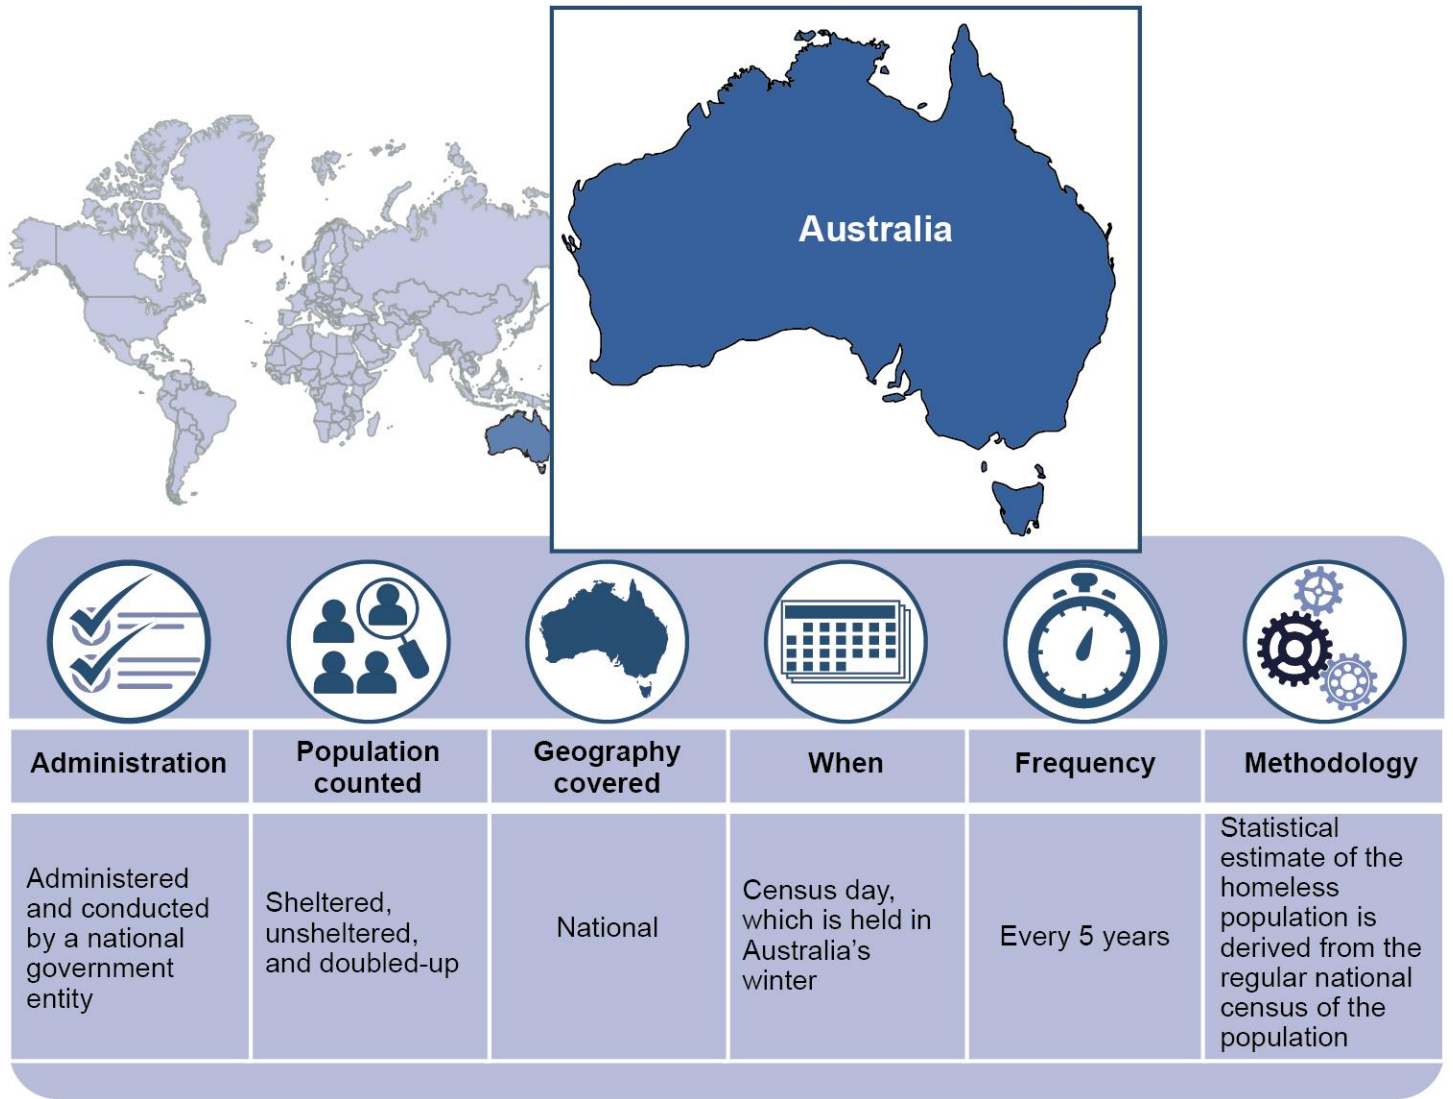 Australia
Administration
Population
counted
Geography
covered
When
Frequency
Methodology
Administered
and conducted
by a national
government
entity
Sheltered,
unsheltered,
and doubled-up
National
Census day,
which is held in
Australia’s
winter
Every 5 years
Statistical
estimate of the
homeless
population is
derived from the
regular national
census of the
population